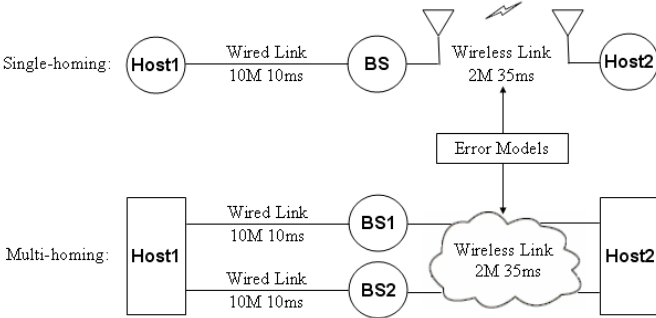 Single-homing:
Host1
Wired Link
10M 10ms
BS
Wireless Link
2M 35ms
Host2
Error Models
Multi-homing:
Host1
Wired Link
10M 10ms
BS1
Wired Link
10M 10ms
BS2
Wireless Link
2M 35ms
Host2